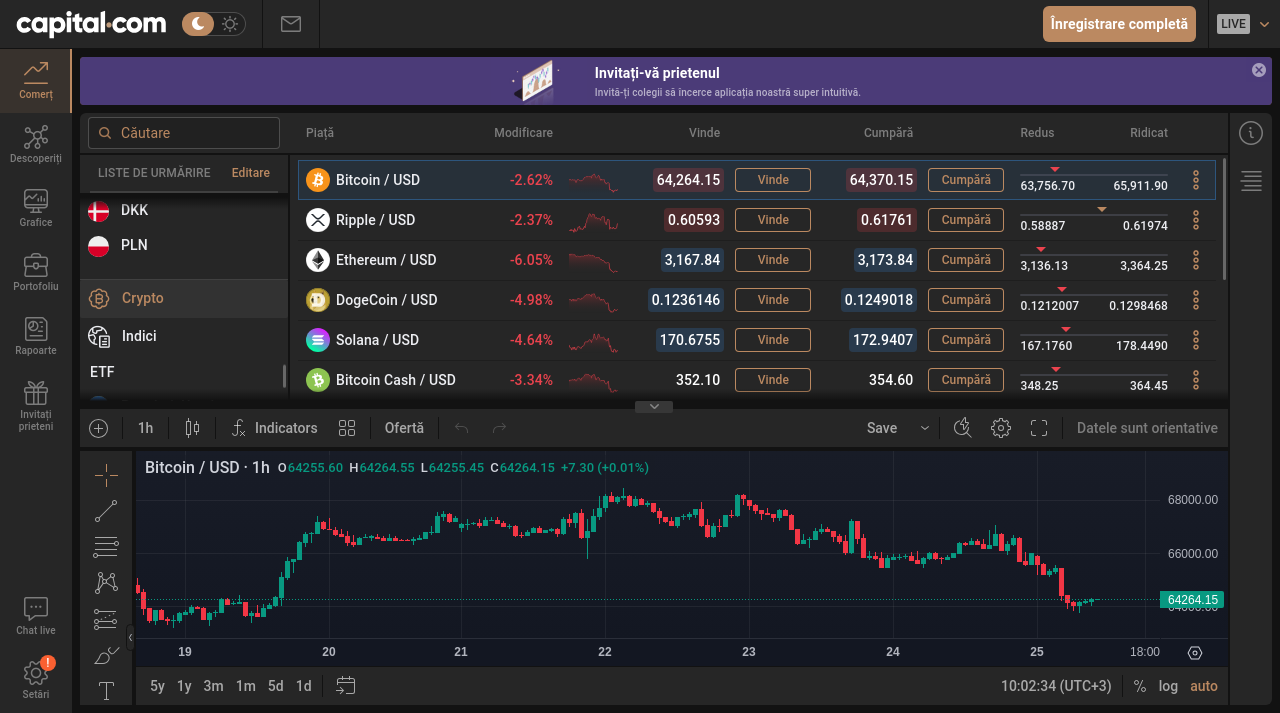 capital.com
Înregistrare completă
LIVE
Comerț
Descoperiți
Grafice
Portofoliu
Rapoarte
Invitați
prieteni
Chat live
!
Setări
Invitați-vă prietenul
Invită-ți colegii să încerce aplicația noastră super intuitivă.
Căutare
Piață
Modificare
Vinde
Cumpără
Redus
Ridicat
LISTE DE URMĂRIRE
Editare
DKK
PLN
Crypto
Indici
ETF
Bitcoin / USD -2.62% 64,264.15 Vinde 64,370.15 Cumpără 63,756.70 65,911.90
Ripple / USD -2.37% 0.60593 Vinde 0.61761 Cumpără 0.58887 0.61974
Ethereum / USD -6.05% 3,167.84 Vinde 3,173.84 Cumpără 3,136.13 3,364.25
DogeCoin / USD -4.98% 0.1236146 Vinde 0.1249018 Cumpără 0.1212007 0.1298468
Solana / USD -4.64% 170.6755 Vinde 172.9407 Cumpără 167.1760 178.4490
Bitcoin Cash / USD -3.34% 352.10 Vinde 354.60 Cumpără 348.25 364.45
1h
Indicators
Ofertă
Save
Datele sunt orientative
Bitcoin / USD · 1h O64255.60 H64264.55 L64255.45 C64264.15 +7.30 (+0.01%)
68000.00
66000.00
64264.15
64000.00
19 20 21 22 23 24 25 18:00
5y 1y 3m 1m 5d 1d
10:02:34 (UTC+3) % log auto